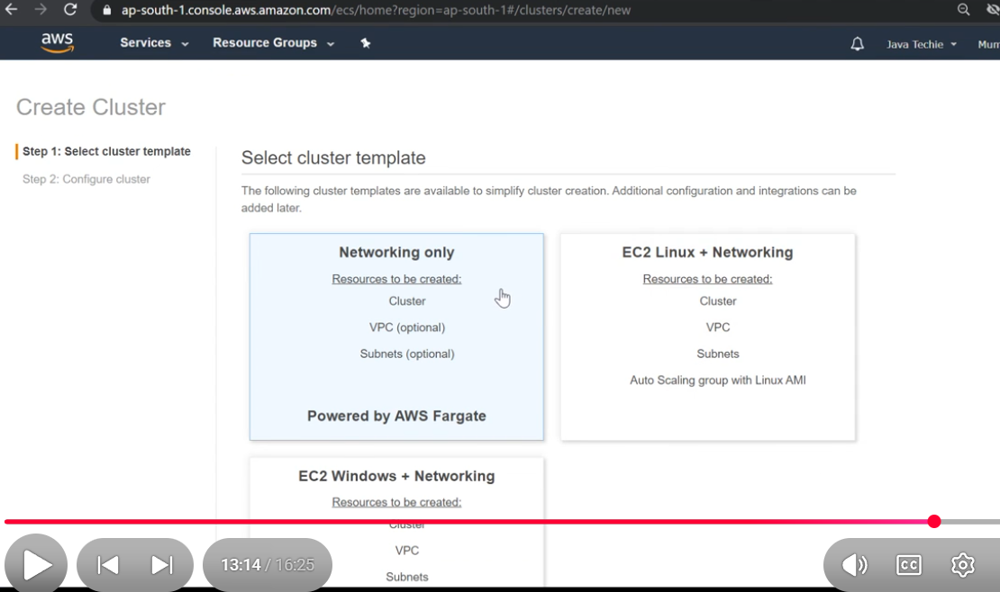 ap-south-1.console.aws.amazon.com/ecs/home?region=ap-south-1#/clusters/create/new
aws
Services
Resource Groups
Java Techie
Mum
Create Cluster
Step 1: Select cluster template
Step 2: Configure cluster
Select cluster template
The following cluster templates are available to simplify cluster creation. Additional configuration and integrations can be
added later.
Networking only
Resources to be created:
Cluster
VPC (optional)
Subnets (optional)
Powered by AWS Fargate
EC2 Linux + Networking
Resources to be created:
Cluster
VPC
Subnets
Auto Scaling group with Linux AMI
EC2 Windows + Networking
Resources to be created:
Cluster
VPC
Subnets
13:14 / 16:25
CC